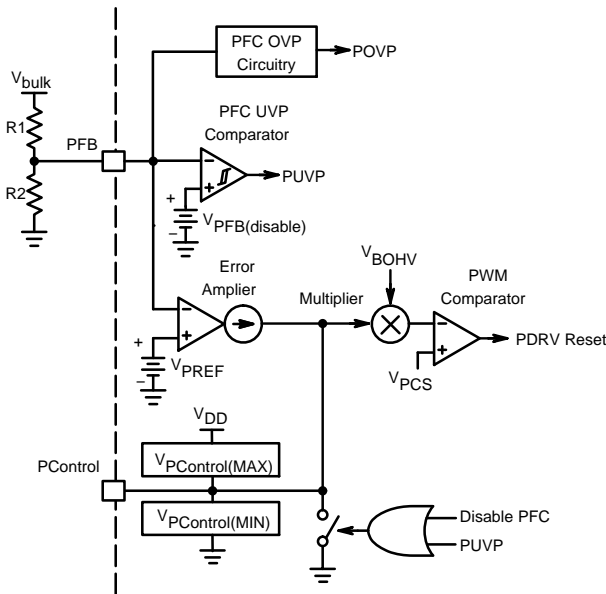 PFC OVP
Circuitry
POVP
Vbulk
R1
PFB
PFC UVP
Comparator
R2
PUVP
VPFB(disable)
VBOHV
Error
Amplier
Multiplier
PWM
Comparator
PDRV Reset
VPREF
VPCS
VDD
PControl
VPControl(MAX)
VPControl(MIN)
Disable PFC
PUVP